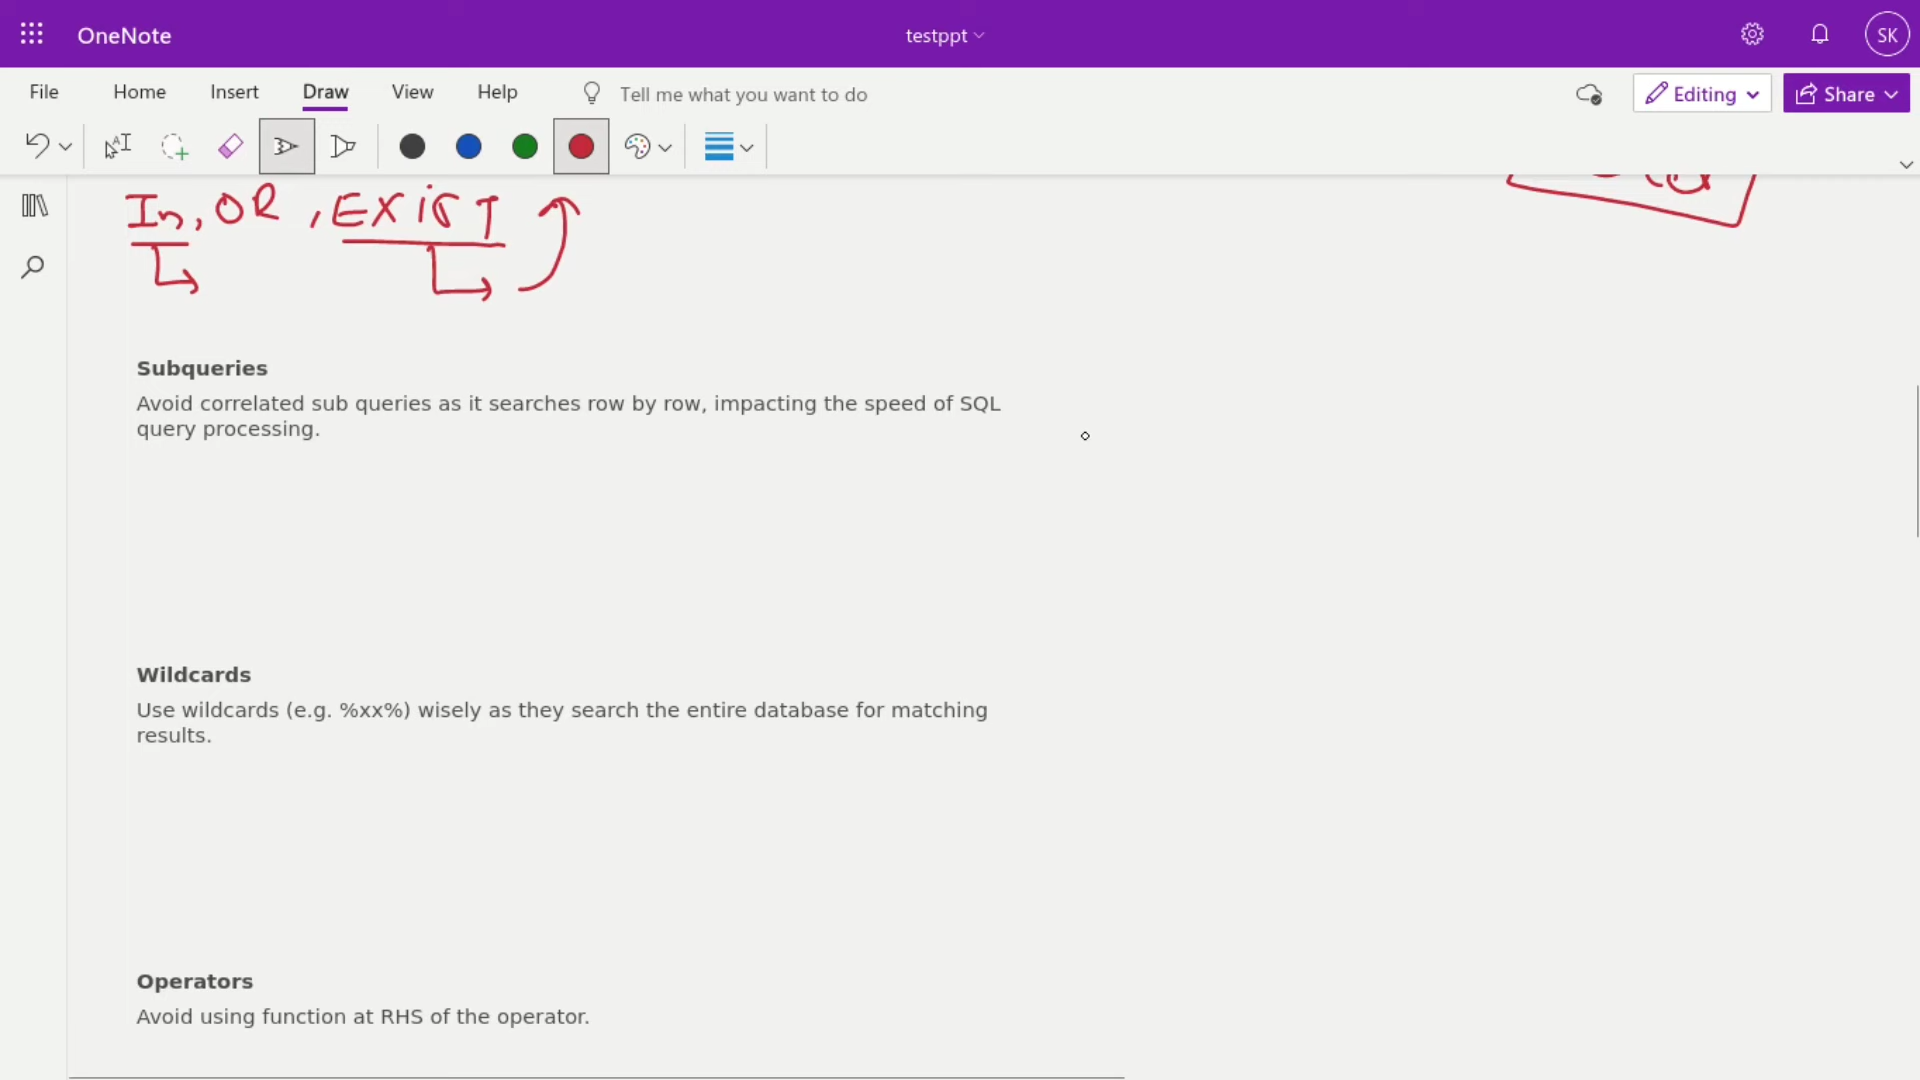 OneNote
testppt
SK
File Home Insert Draw View Help Tell me what you want to do
Editing
Share
In, OR, EXIST
Subqueries
Avoid correlated sub queries as it searches row by row, impacting the speed of SQL
query processing.
Wildcards
Use wildcards (e.g. %xx%) wisely as they search the entire database for matching
results.
Operators
Avoid using function at RHS of the operator.